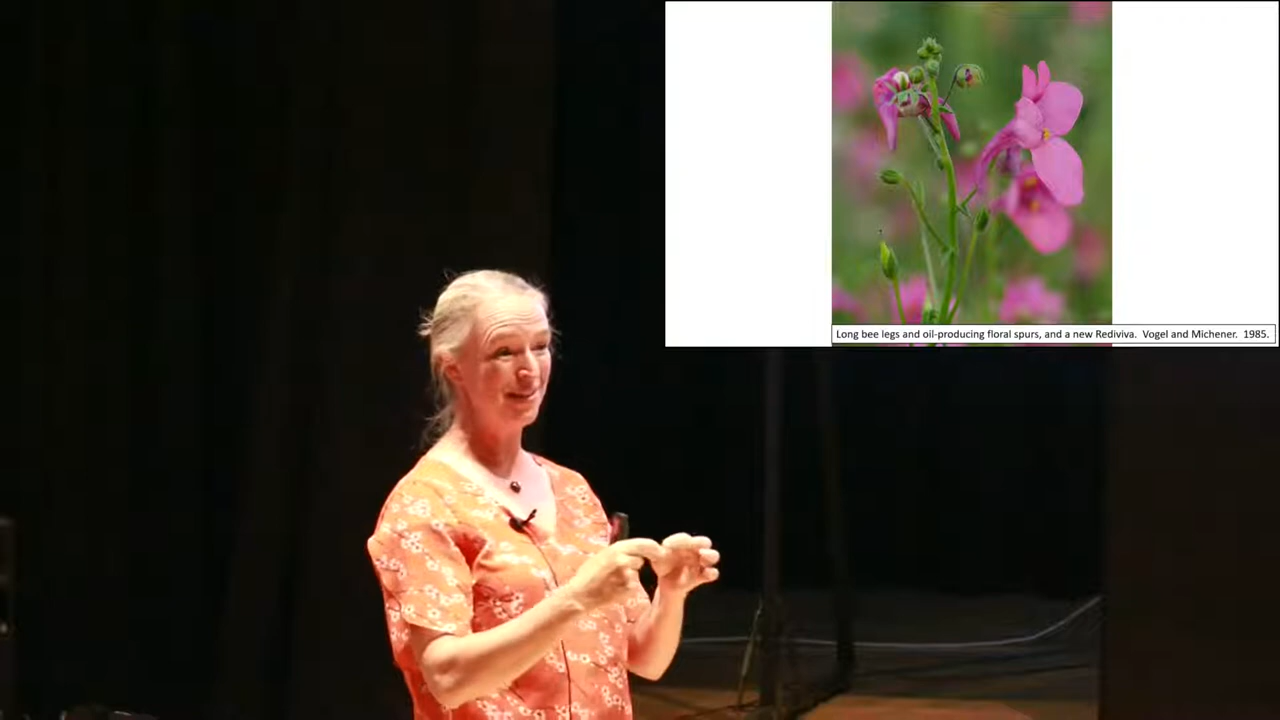 Long bee legs and oil-producing floral spurs, and a new Rediviva.  Vogel and Michener.  1985.